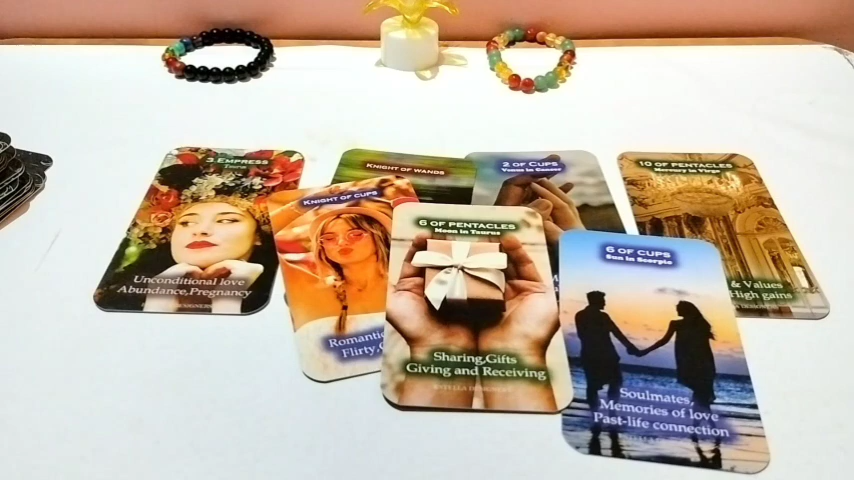 3 EMPRESS
Taurus
Unconditional love
Abundance,Pregnancy
KNIGHT OF WANDS
KNIGHT OF CUPS
Romantic
Flirty,
2 OF CUPS
Venus in Cancer
6 OF PENTACLES
Moon in Taurus
Sharing,Gifts
Giving and Receiving
10 OF PENTACLES
Mercury in Virgo
& Values
High gains
6 OF CUPS
Sun in Scorpio
Soulmates,
Memories of love
Past-life connection